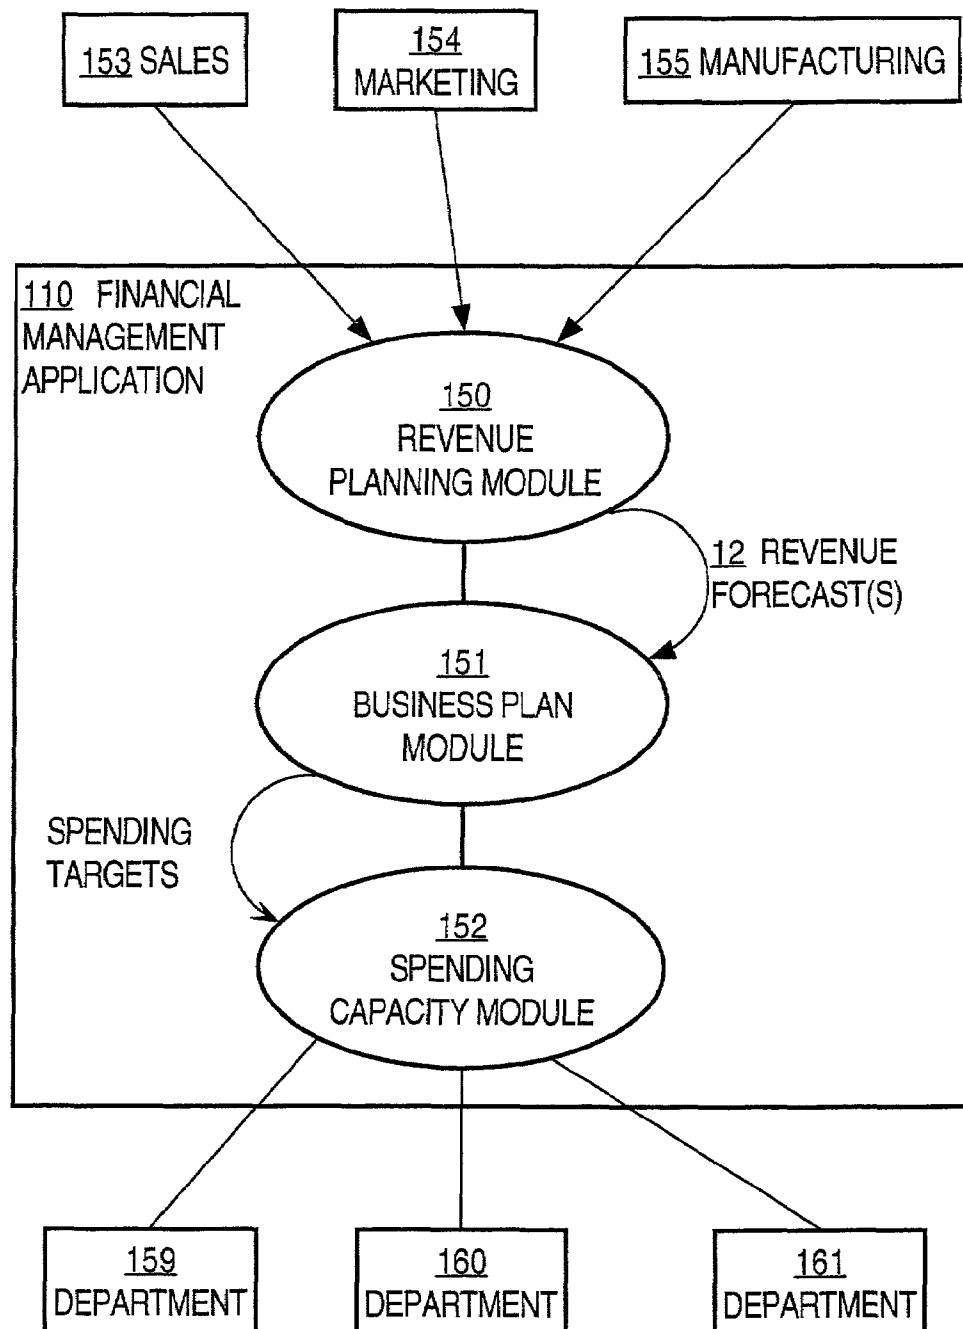 153 SALES
154
MARKETING
155 MANUFACTURING
110 FINANCIAL
MANAGEMENT
APPLICATION
150
REVENUE
PLANNING MODULE
12 REVENUE
FORECAST(S)
151
BUSINESS PLAN
MODULE
SPENDING
TARGETS
152
SPENDING
CAPACITY MODULE
159
DEPARTMENT
160
DEPARTMENT
161
DEPARTMENT